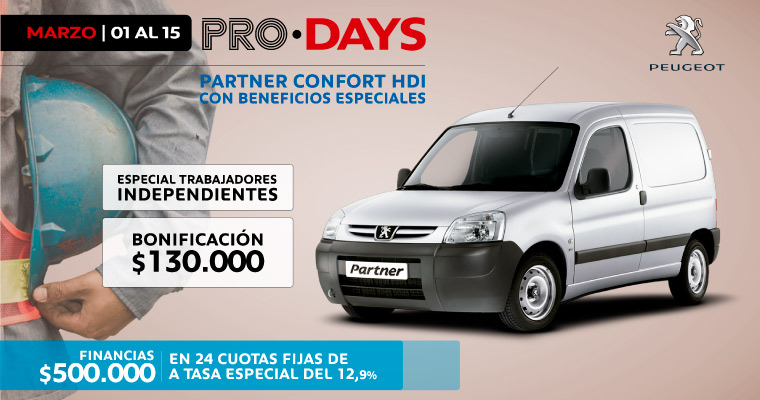 MARZO | 01 AL 15
PRO•DAYS
PARTNER CONFORT HDI
CON BENEFICIOS ESPECIALES
PEUGEOT
ESPECIAL TRABAJADORES
INDEPENDIENTES
BONIFICACIÓN
$130.000
Partner
FINANCIAS
$500.000
EN 24 CUOTAS FIJAS DE
A TASA ESPECIAL DEL 12,9%